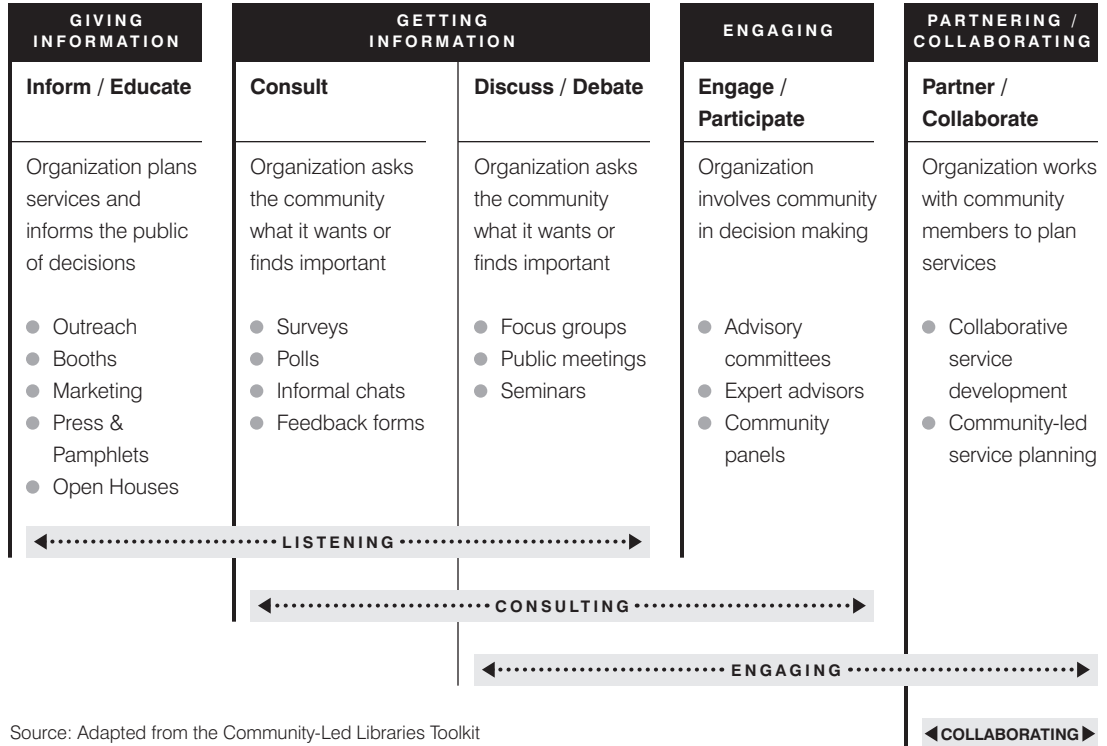 GIVING
INFORMATION
GETTING
INFORMATION
ENGAGING
PARTNERING /
COLLABORATING
Inform / Educate
Organization plans
services and
informs the public
of decisions
● Outreach
● Booths
● Marketing
● Press &
Pamphlets
● Open Houses
Consult
Organization asks
the community
what it wants or
finds important
● Surveys
● Polls
● Informal chats
● Feedback forms
Discuss / Debate
Organization asks
the community
what it wants or
finds important
● Focus groups
● Public meetings
● Seminars
Engage /
Participate
Organization
involves community
in decision making
● Advisory
committees
● Expert advisors
● Community
panels
Partner /
Collaborate
Organization works
with community
members to plan
services
● Collaborative
service
development
● Community-led
service planning
LISTENING
CONSULTING
ENGAGING
COLLABORATING
Source: Adapted from the Community-Led Libraries Toolkit